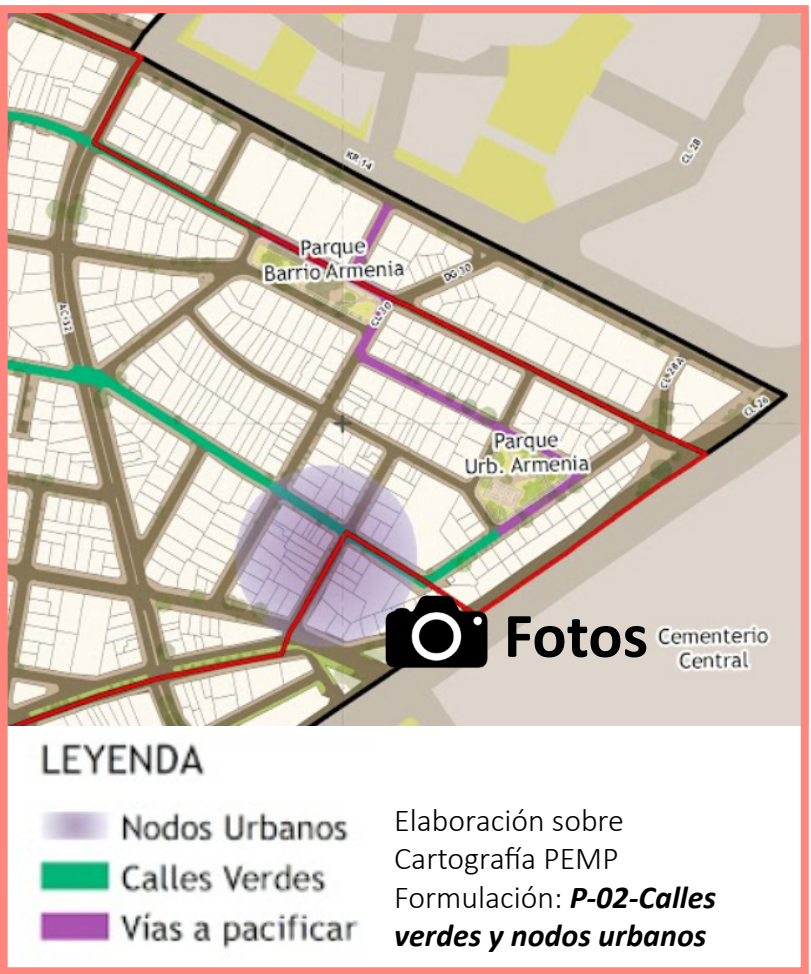 KR 14
CL 28
Parque
Barrio Armenia
DG 30
CL 30
AC 32
CL 28A
CL 26
Parque
Urb. Armenia
Fotos
Cementerio
Central
LEYENDA
Nodos Urbanos
Calles Verdes
Vías a pacificar
Elaboración sobre
Cartografía PEMP
Formulación: P-02-Calles
verdes y nodos urbanos